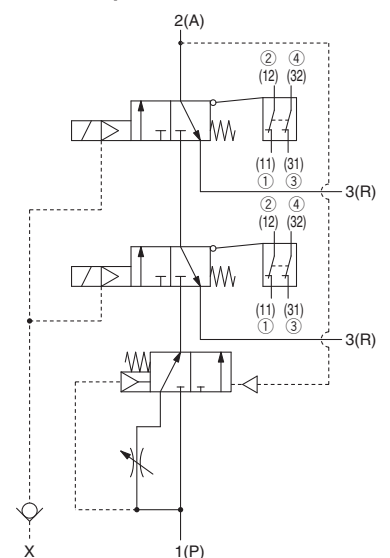 2(A)
② ④
(12) (32)
(11) (31)
① ③
3(R)
② ④
(12) (32)
(11) (31)
① ③
3(R)
X
1(P)